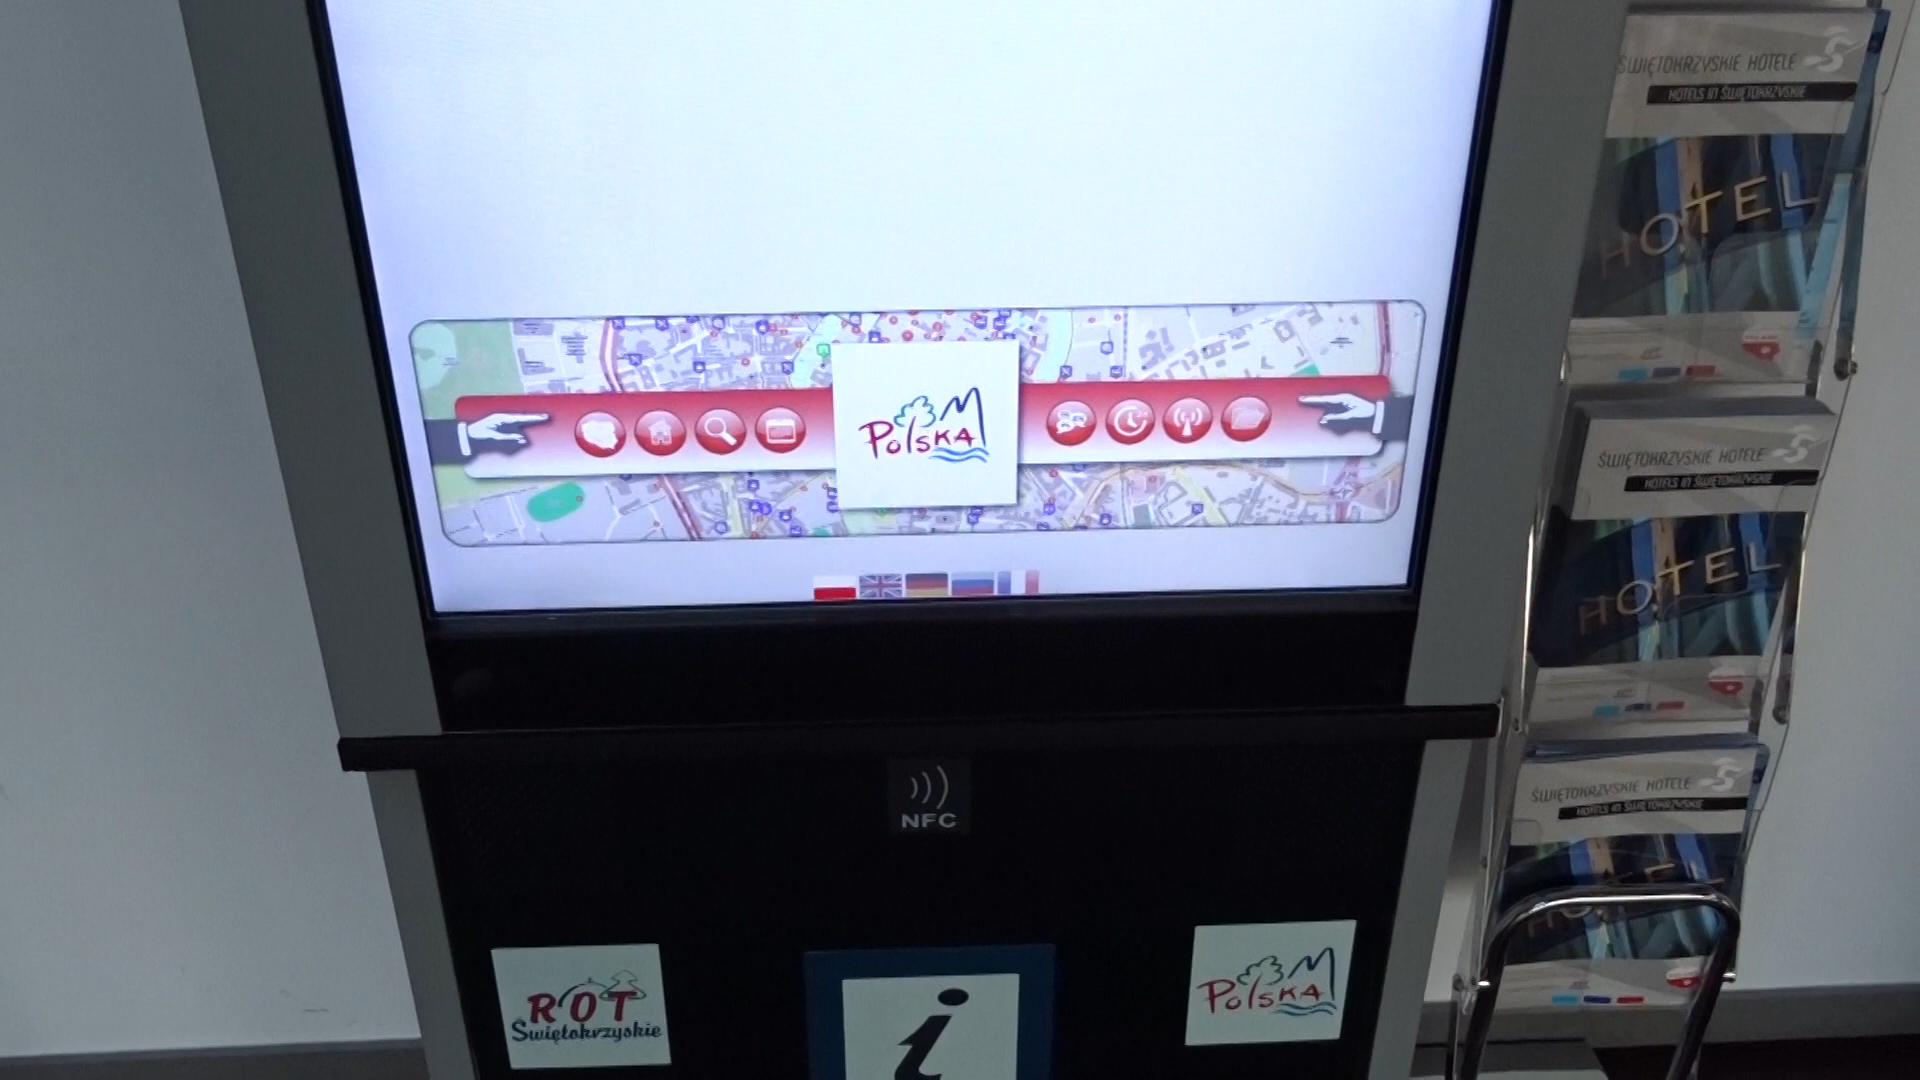 POLSKA
NFC
ROT
Świętokrzyskie
i
POLSKA
ŚWIĘTOKRZYSKIE HOTELE
HOTELS IN ŚWIĘTOKRZYSKIE
HOTEL
ŚWIĘTOKRZYSKIE HOTELE
HOTELS IN ŚWIĘTOKRZYSKIE
HOTEL
ŚWIĘTOKRZYSKIE HOTELE
HOTELS IN ŚWIĘTOKRZYSKIE
HOTEL